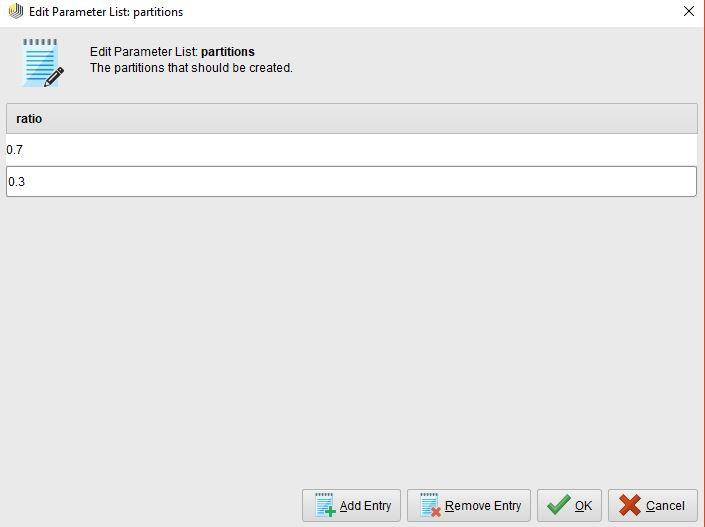 Edit Parameter List: partitions
Edit Parameter List: partitions
The partitions that should be created.
ratio
0.7
0.3
Add Entry Remove Entry OK Cancel